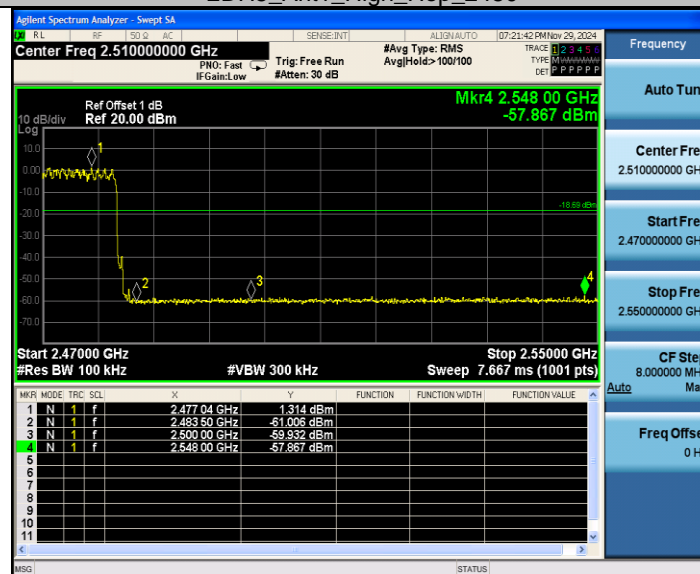 Agilent Spectrum Analyzer - Swept SA
RL RF 50 Ω AC SENSE:INT ALIGN AUTO 07:21:42 PM Nov 29, 2024
Center Freq 2.510000000 GHz #Avg Type: RMS TRACE 1 2 3 4 5 6 Frequency
PNO: Fast Trig: Free Run Avg|Hold:>100/100 TYPE M
IFGain:Low #Atten: 30 dB DET P P P P P P
Auto Tun
Ref Offset 1 dB Mkr4 2.548 00 GHz
10 dB/div Ref 20.00 dBm -57.867 dBm
Log
10.0
0.00
-10.0
-20.0
-30.0
-40.0
-50.0
-60.0
-70.0
1
2
3
4
-18.69 dBm
Center Fre
2.510000000 GH
Start Fre
2.470000000 GH
Stop Fre
2.550000000 GH
Start 2.47000 GHz Stop 2.55000 GHz
#Res BW 100 kHz #VBW 300 kHz Sweep 7.667 ms (1001 pts)
CF Ste
8.000000 MH
Auto Ma
MKR MODE TRC SCL X Y FUNCTION FUNCTION WIDTH FUNCTION VALUE
1 N 1 f 2.477 04 GHz 1.314 dBm
2 N 1 f 2.483 50 GHz -61.006 dBm
3 N 1 f 2.500 00 GHz -59.932 dBm
4 N 1 f 2.548 00 GHz -57.867 dBm
5
6
7
8
9
10
11
Freq Offse
0 H
MSG STATUS